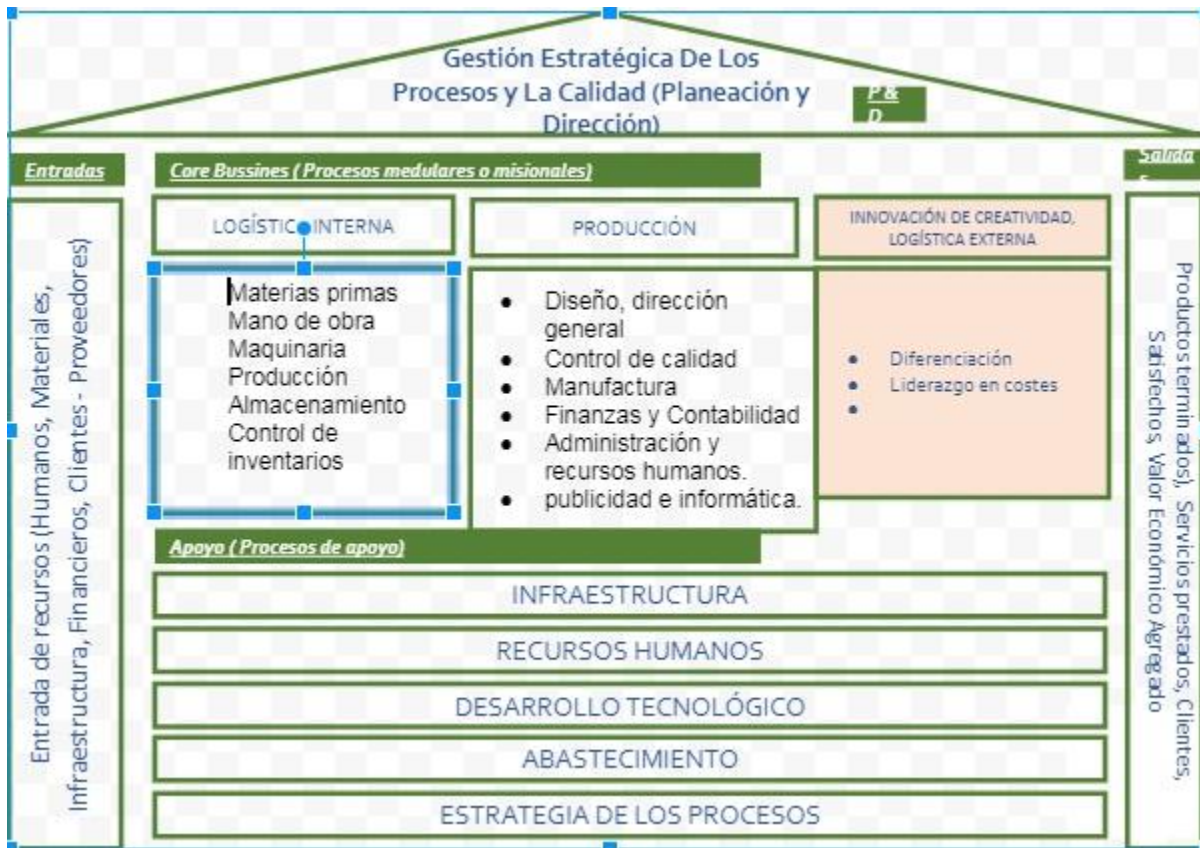 Gestión Estratégica De Los
Procesos y La Calidad (Planeación y
Dirección)
P &
D
Entradas
Core Bussines ( Procesos medulares o misionales)
Salida
s
LOGÍSTICA INTERNA
PRODUCCIÓN
INNOVACIÓN DE CREATIVIDAD,
LOGÍSTICA EXTERNA
Entrada de recursos (Humanos, Materiales,
Infraestructura, Financieros, Clientes - Proveedores)
Materias primas
Mano de obra
Maquinaria
Producción
Almacenamiento
Control de
inventarios
• Diseño, dirección
general
• Control de calidad
• Manufactura
• Finanzas y Contabilidad
• Administración y
recursos humanos.
• publicidad e informática.
• Diferenciación
• Liderazgo en costes
•
Productos terminados), Servicios prestados, Clientes,
Satisfechos, Valor Económico Agregado
Apoyo ( Procesos de apoyo)
INFRAESTRUCTURA
RECURSOS HUMANOS
DESARROLLO TECNOLÓGICO
ABASTECIMIENTO
ESTRATEGIA DE LOS PROCESOS